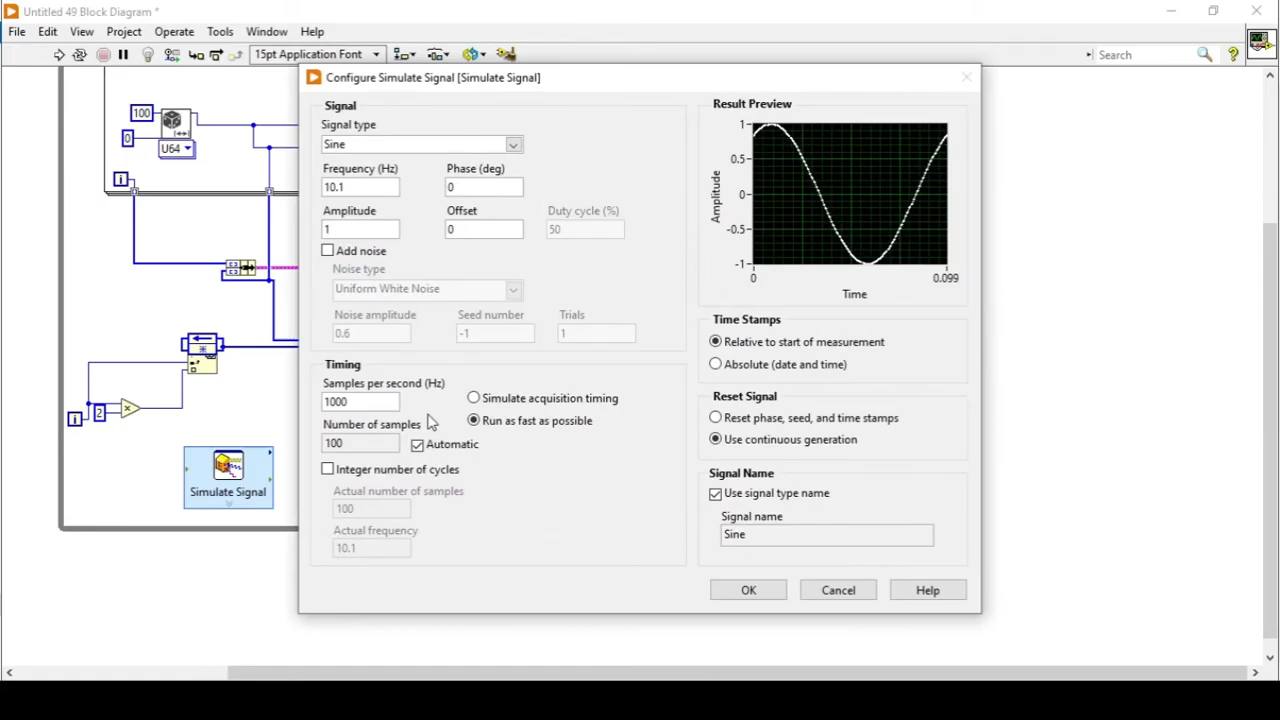 Untitled 49 Block Diagram *
File Edit View Project Operate Tools Window Help
15pt Application Font
Search
?
100
0
U64
i
i
2
x
Simulate Signal
Configure Simulate Signal [Simulate Signal]
Signal
Signal type
Sine
Frequency (Hz) Phase (deg)
10.1 0
Amplitude Offset Duty cycle (%)
1 0 50
Add noise
Noise type
Uniform White Noise
Noise amplitude Seed number Trials
0.6 -1 1
Timing
Samples per second (Hz)
1000
Simulate acquisition timing
Run as fast as possible
Number of samples
100
Automatic
Integer number of cycles
Actual number of samples
100
Actual frequency
10.1
Result Preview
1
0.5
0
-0.5
-1
Amplitude
0 0.099
Time
Time Stamps
Relative to start of measurement
Absolute (date and time)
Reset Signal
Reset phase, seed, and time stamps
Use continuous generation
Signal Name
Use signal type name
Signal name
Sine
OK Cancel Help